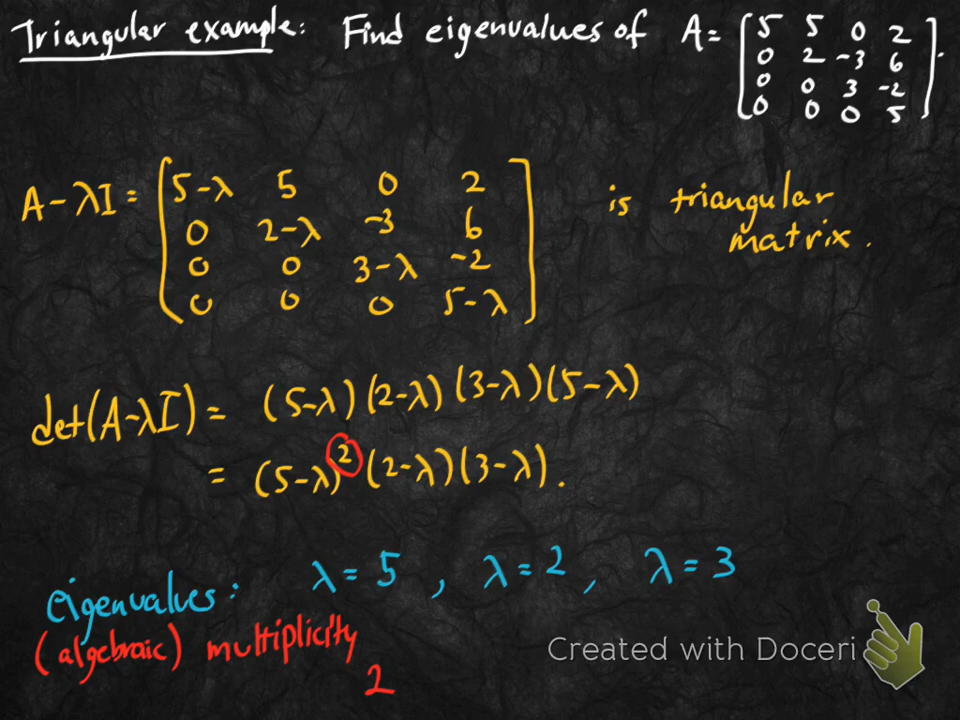 Triangular example: Find eigenvalues of A = [5 5 0 2
0 2 -3 6
0 0 3 -2
0 0 0 5].
A - λI = [5-λ 5 0 2
0 2-λ -3 6
0 0 3-λ -2
0 0 0 5-λ]
is triangular
matrix.
det(A-λI) = (5-λ)(2-λ)(3-λ)(5-λ)
= (5-λ)²(2-λ)(3-λ).
eigenvalues: λ = 5, λ = 2, λ = 3
(algebraic) multiplicity
2
Created with Doceri